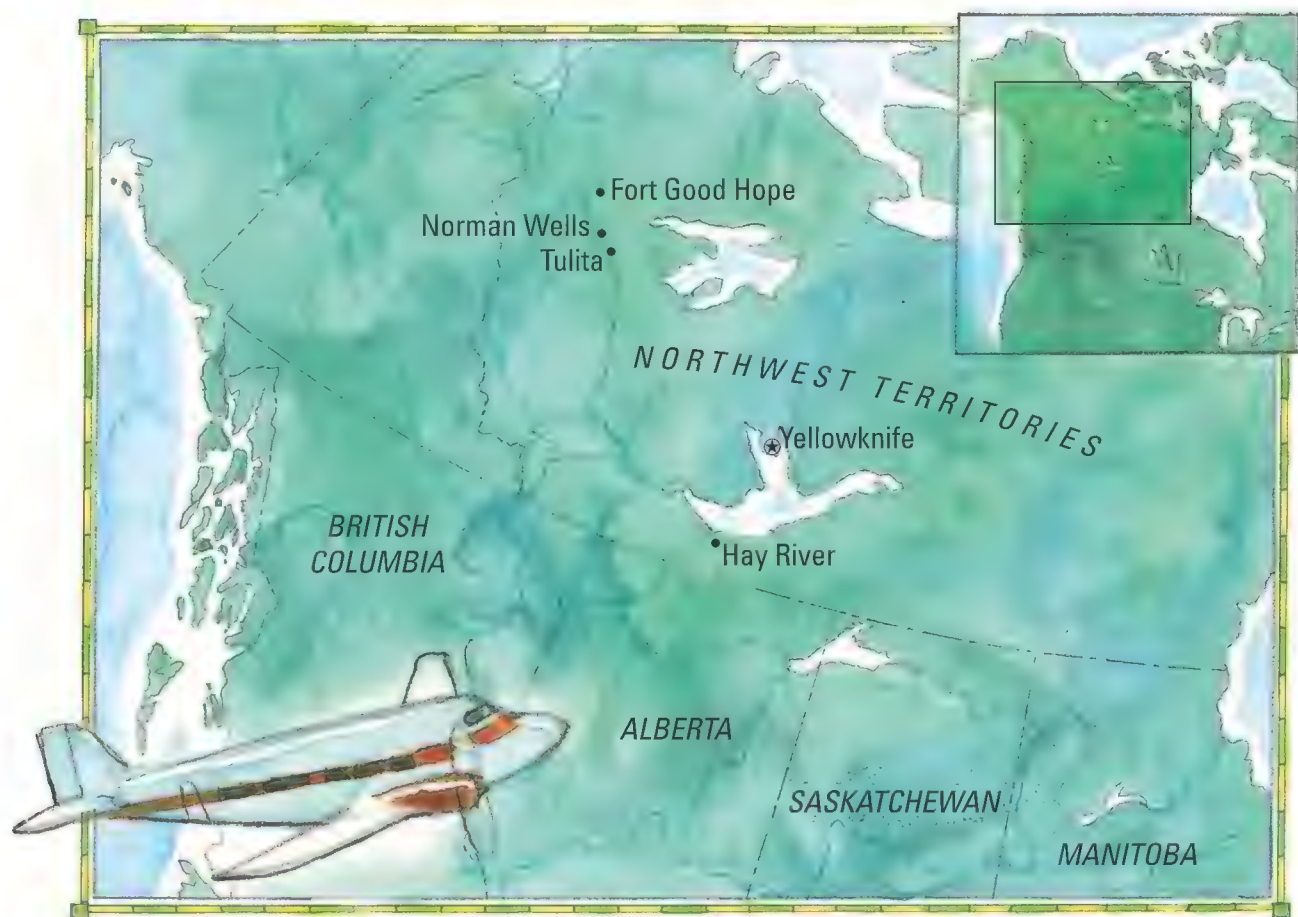 Fort Good Hope
Norman Wells
Tulita
NORTHWEST TERRITORIES
Yellowknife
BRITISH
COLUMBIA
Hay River
ALBERTA
SASKATCHEWAN
MANITOBA